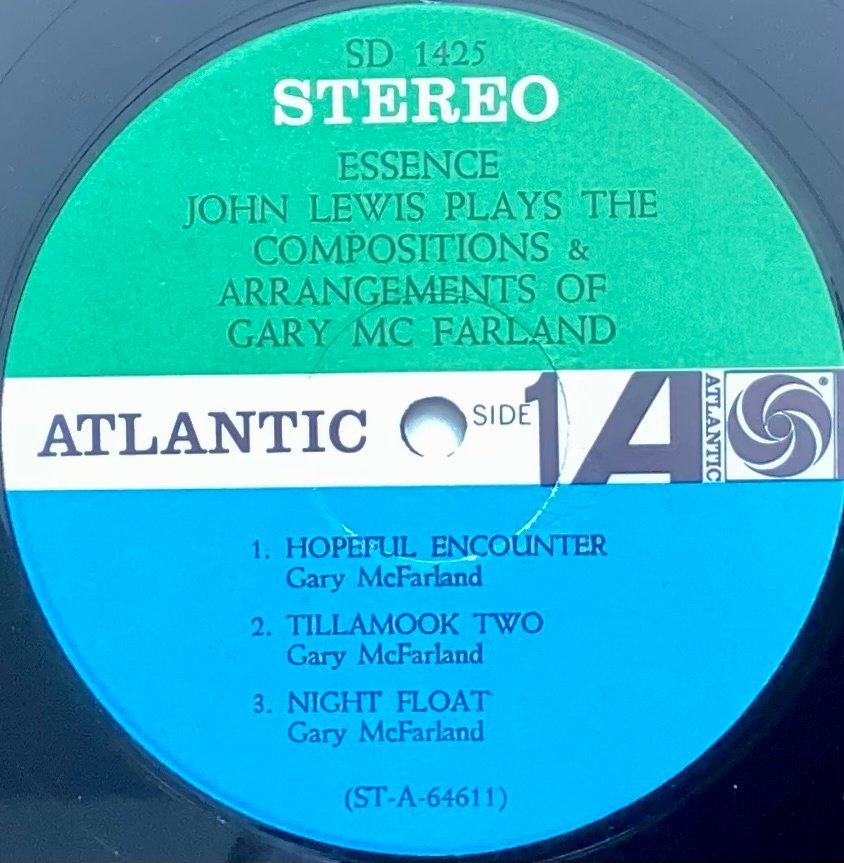 SD 1425
STEREO
ESSENCE
JOHN LEWIS PLAYS THE
COMPOSITIONS &
ARRANGEMENTS OF
GARY MC FARLAND
ATLANTIC SIDE 1 A ATLANTIC ®
1. HOPEFUL ENCOUNTER
Gary McFarland
2. TILLAMOOK TWO
Gary McFarland
3. NIGHT FLOAT
Gary McFarland
(ST-A-64611)